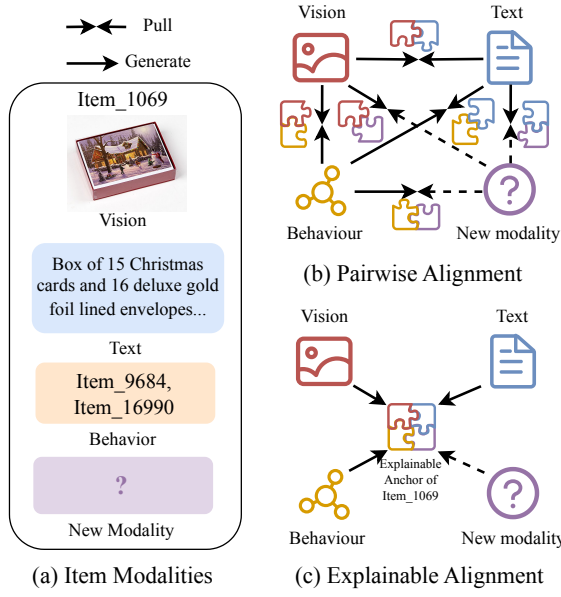 Pull
Generate
Item_1069
Vision
Box of 15 Christmas
cards and 16 deluxe gold
foil lined envelopes...
Text
Item_9684,
Item_16990
Behavior
?
New Modality
(a) Item Modalities
Vision
Text
?
Behaviour
New modality
(b) Pairwise Alignment
Vision
Text
Explainable
Anchor of
Item_1069
?
Behaviour
New modality
(c) Explainable Alignment